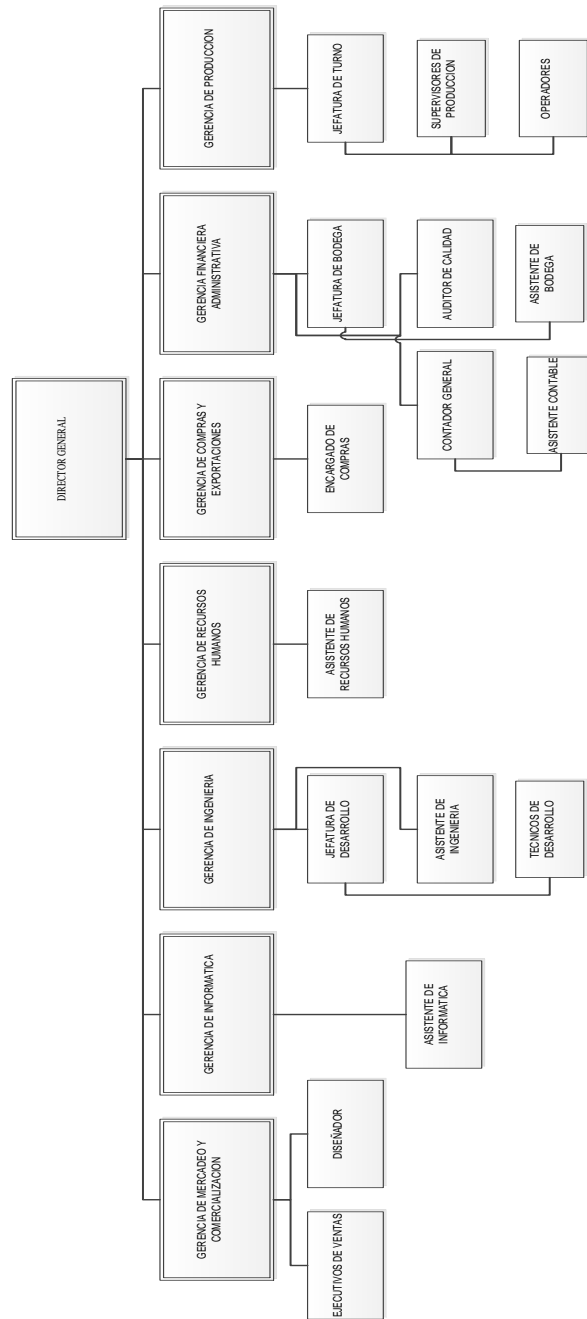 DIRECTOR GENERAL
GERENCIA DE MERCADEO Y
COMERCIALIZACION
GERENCIA DE INFORMATICA
GERENCIA DE INGENIERIA
GERENCIA DE RECURSOS
HUMANOS
GERENCIA DE COMPRAS Y
EXPORTACIONES
GERENCIA FINANCIERA
ADMINISTRATIVA
GERENCIA DE PRODUCCION
EJECUTIVOS DE VENTAS
DISEÑADOR
JEFATURA DE
DESARROLLO
ASISTENTE DE
RECURSOS HUMANOS
ENCARGADO DE
COMPRAS
JEFATURA DE BODEGA
JEFATURA DE TURNO
ASISTENTE DE
INFORMATICA
ASISTENTE DE
INGENIERIA
CONTADOR GENERAL
AUDITOR DE CALIDAD
SUPERVISORES DE
PRODUCCION
TECNICOS DE
DESARROLLO
ASISTENTE CONTABLE
ASISTENTE DE
BODEGA
OPERADORES